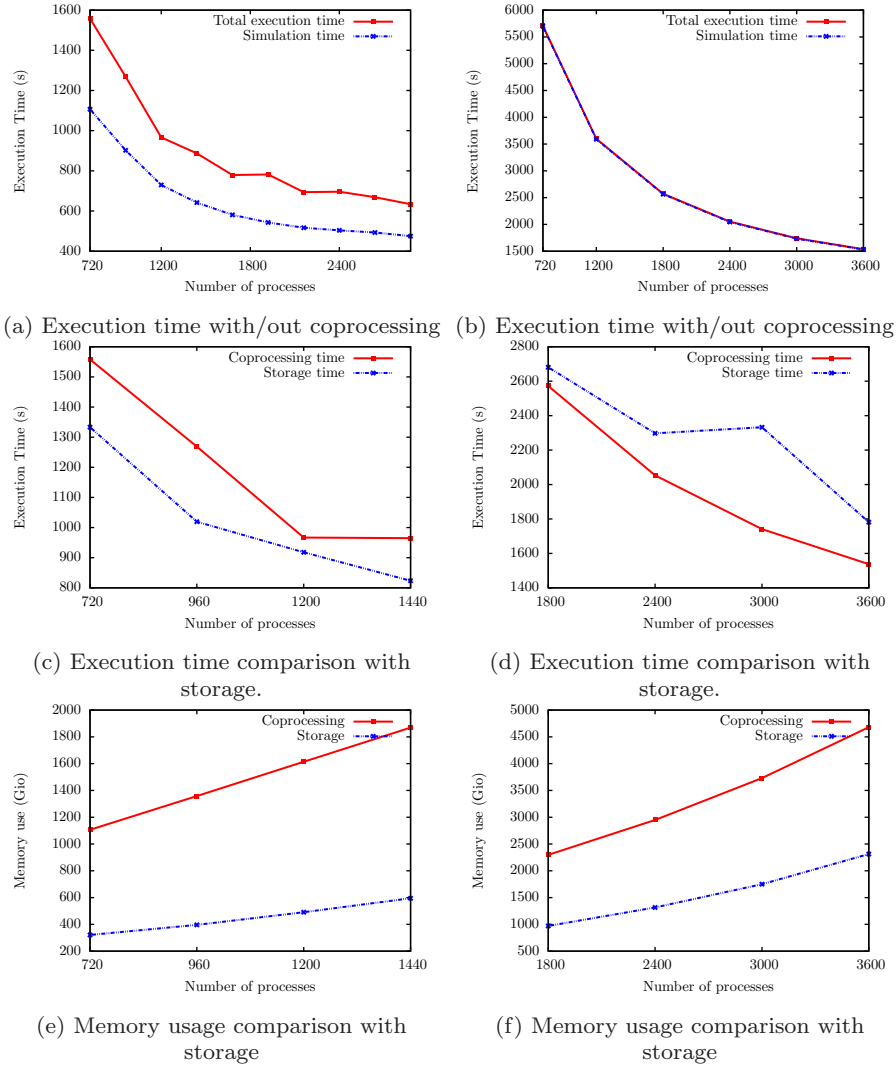 1600
1400
1200
1000
800
600
400
720 1200 1800 2400
Execution Time (s)
Number of processes
Total execution time
Simulation time
6000
5500
5000
4500
4000
3500
3000
2500
2000
1500
720 1200 1800 2400 3000 3600
Execution Time (s)
Number of processes
Total execution time
Simulation time
(a) Execution time with/out coprocessing
(b) Execution time with/out coprocessing
1600
1500
1400
1300
1200
1100
1000
900
800
720 960 1200 1440
Execution Time (s)
Number of processes
Coprocessing time
Storage time
2800
2600
2400
2200
2000
1800
1600
1400
1800 2400 3000 3600
Execution Time (s)
Number of processes
Coprocessing time
Storage time
(c) Execution time comparison with
storage.
(d) Execution time comparison with
storage.
2000
1800
1600
1400
1200
1000
800
600
400
200
720 960 1200 1440
Memory use (Gio)
Number of processes
Coprocessing
Storage
5000
4500
4000
3500
3000
2500
2000
1500
1000
500
1800 2400 3000 3600
Memory use (Gio)
Number of processes
Coprocessing
Storage
(e) Memory usage comparison with
storage
(f) Memory usage comparison with
storage